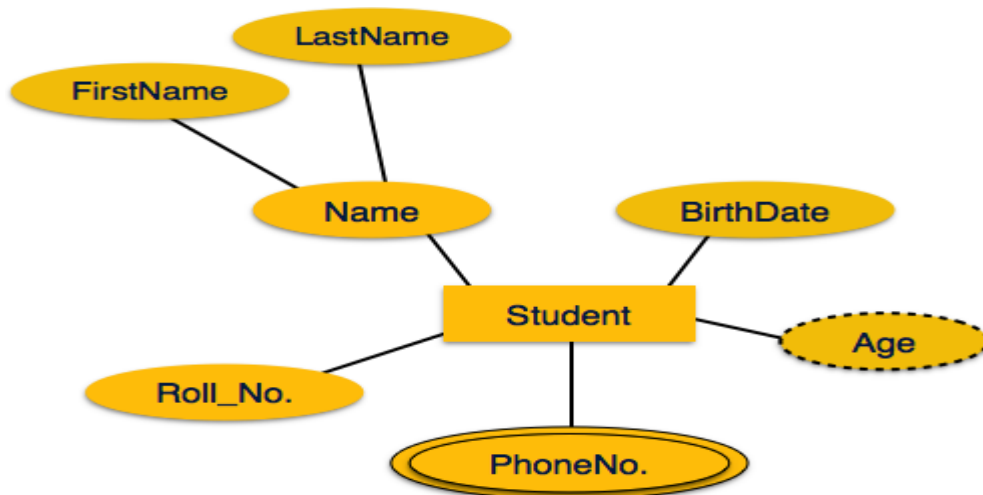 LastName
FirstName
Name
BirthDate
Student
Age
Roll_No.
PhoneNo.